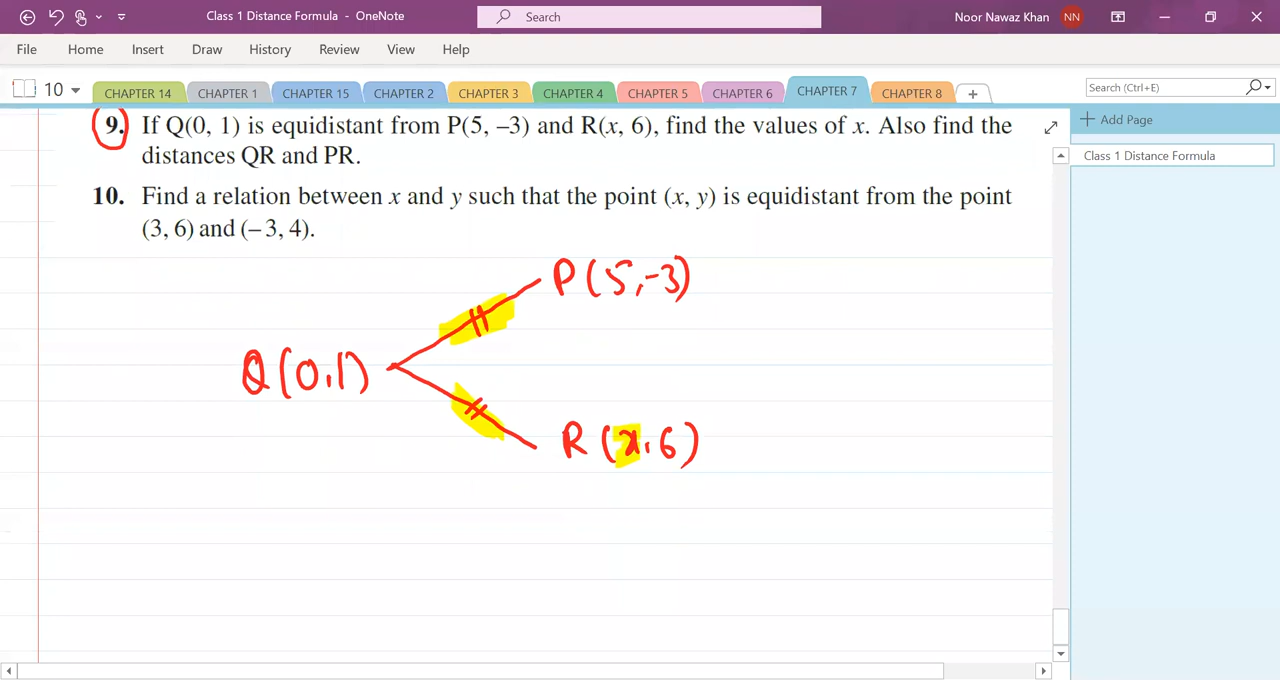 Class 1 Distance Formula - OneNote
Search
Noor Nawaz Khan NN
File Home Insert Draw History Review View Help
10 CHAPTER 14 CHAPTER 1 CHAPTER 15 CHAPTER 2 CHAPTER 3 CHAPTER 4 CHAPTER 5 CHAPTER 6 CHAPTER 7 CHAPTER 8 +
Search (Ctrl+E)
Add Page
Class 1 Distance Formula
9. If Q(0, 1) is equidistant from P(5, –3) and R(x, 6), find the values of x. Also find the
distances QR and PR.
10. Find a relation between x and y such that the point (x, y) is equidistant from the point
(3, 6) and (– 3, 4).
P(5,-3)
Q(0,1)
R(x,6)